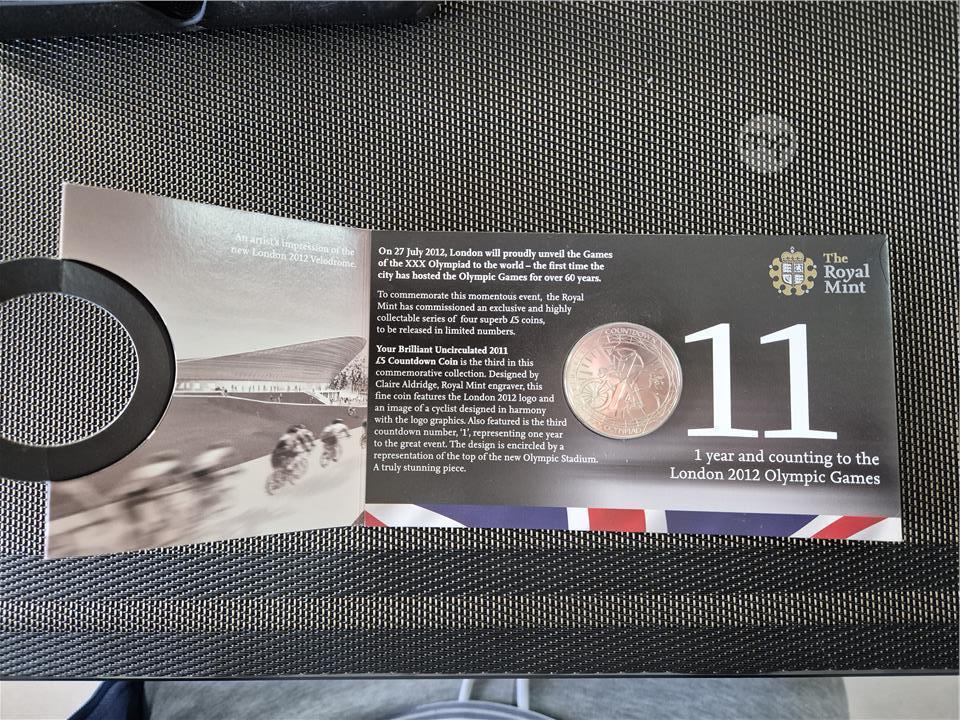 An artist's impression of the
new London 2012 Velodrome.
On 27 July 2012, London will proudly unveil the Games
of the XXX Olympiad to the world – the first time the
city has hosted the Olympic Games for over 60 years.
To commemorate this momentous event, the Royal
Mint has commissioned an exclusive and highly
collectable series of four superb £5 coins,
to be released in limited numbers.
Your Brilliant Uncirculated 2011
£5 Countdown Coin is the third in this
commemorative collection. Designed by
Claire Aldridge, Royal Mint engraver, this
fine coin features the London 2012 logo and
an image of a cyclist designed in harmony
with the logo graphics. Also featured is the third
countdown number, '1', representing one year
to the great event. The design is encircled by a
representation of the top of the new Olympic Stadium.
A truly stunning piece.
COUNTDOWN
The
Royal
Mint
11
1 year and counting to the
London 2012 Olympic Games